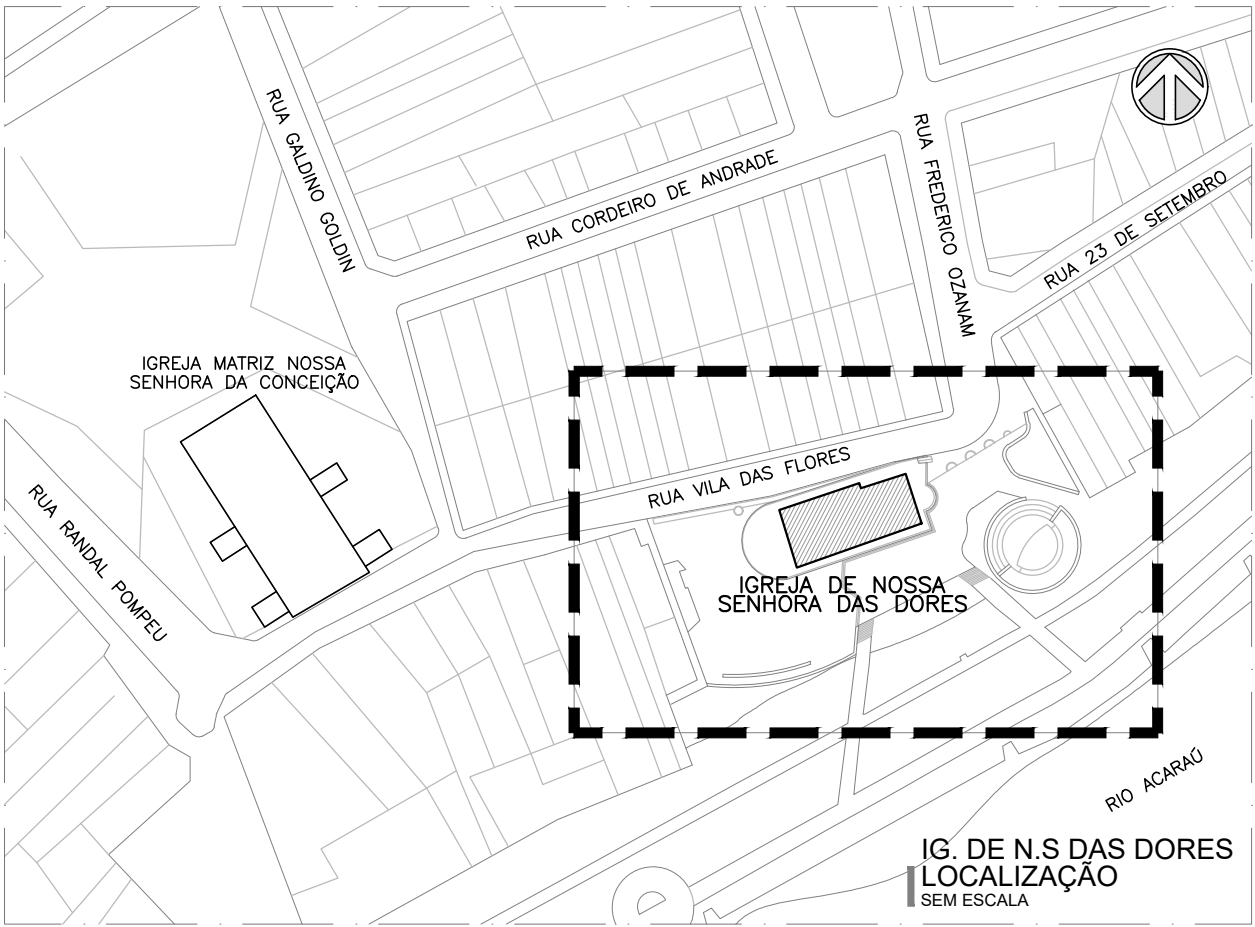 RUA GALDINO GOLDIN
RUA CORDEIRO DE ANDRADE
RUA FREDERICO OZANAM
RUA 23 DE SETEMBRO
IGREJA MATRIZ NOSSA
SENHORA DA CONCEIÇÃO
RUA VILA DAS FLORES
RUA RANDAL POMPEU
IGREJA DE NOSSA
SENHORA DAS DORES
RIO ACARAÚ
IG. DE N.S DAS DORES
LOCALIZAÇÃO
SEM ESCALA